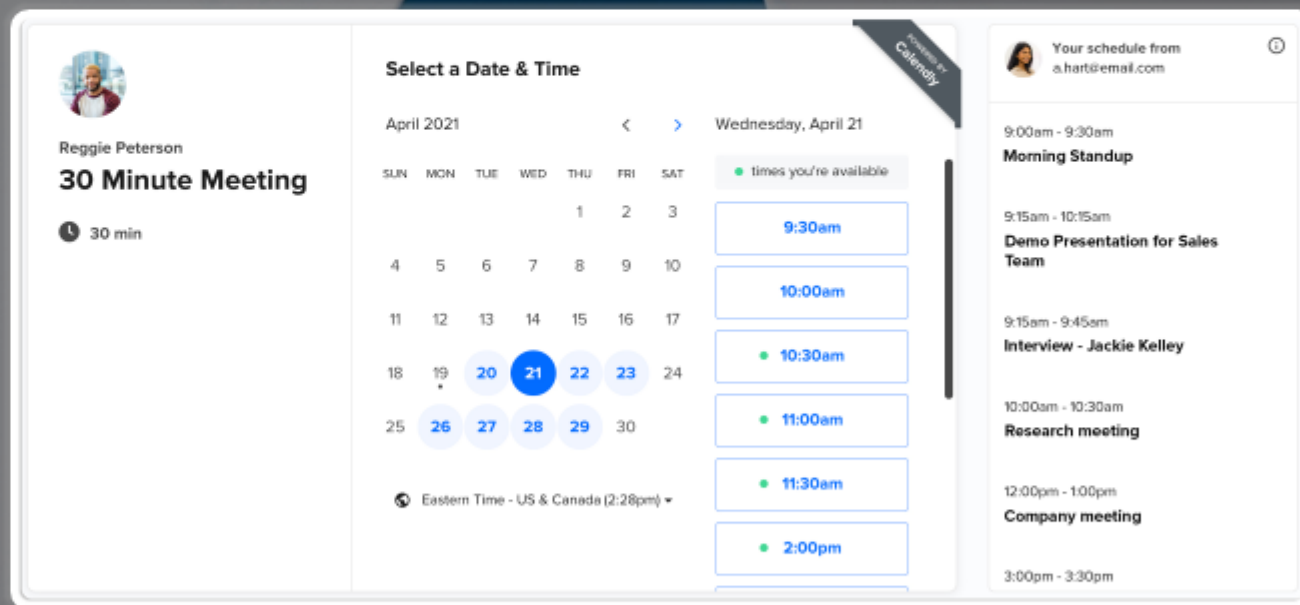 Reggie Peterson
30 Minute Meeting
30 min
Select a Date & Time
April 2021
SUN MON TUE WED THU FRI SAT
1 2 3
4 5 6 7 8 9 10
11 12 13 14 15 16 17
18 19 20 21 22 23 24
25 26 27 28 29 30
Eastern Time - US & Canada (2:28pm)
POWERED BY
Calendly
Wednesday, April 21
times you're available
9:30am
10:00am
10:30am
11:00am
11:30am
2:00pm
Your schedule from
a.hart@email.com
9:00am - 9:30am
Morning Standup
9:15am - 10:15am
Demo Presentation for Sales
Team
9:15am - 9:45am
Interview - Jackie Kelley
10:00am - 10:30am
Research meeting
12:00pm - 1:00pm
Company meeting
3:00pm - 3:30pm